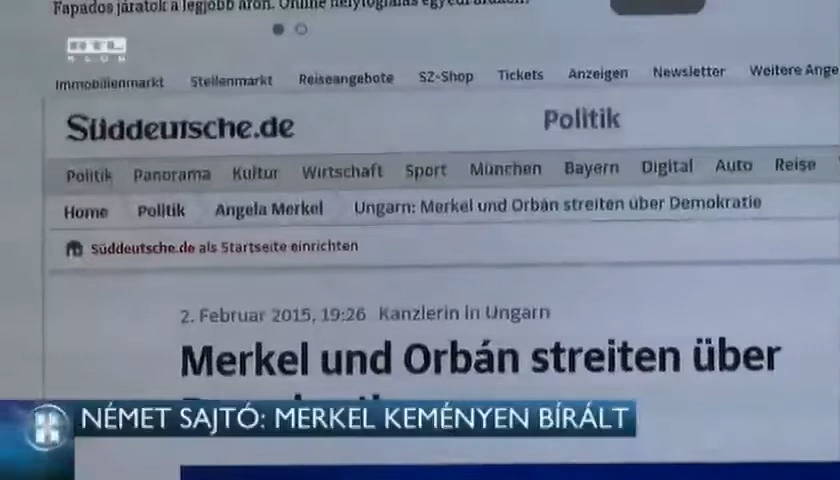 Fapados járatok a legjobb áron. Online helyfoglalás egyedi árakon.
RTL
KLUB
Immobilienmarkt Stellenmarkt Reiseangebote SZ-Shop Tickets Anzeigen Newsletter Weitere Ange
Süddeutsche.de Politik
Politik Panorama Kultur Wirtschaft Sport München Bayern Digital Auto Reise
Home Politik Angela Merkel Ungarn: Merkel und Orbán streiten über Demokratie
Süddeutsche.de als Startseite einrichten
2. Februar 2015, 19:26 Kanzlerin in Ungarn
Merkel und Orbán streiten über
NÉMET SAJTÓ: MERKEL KEMÉNYEN BÍRÁLT